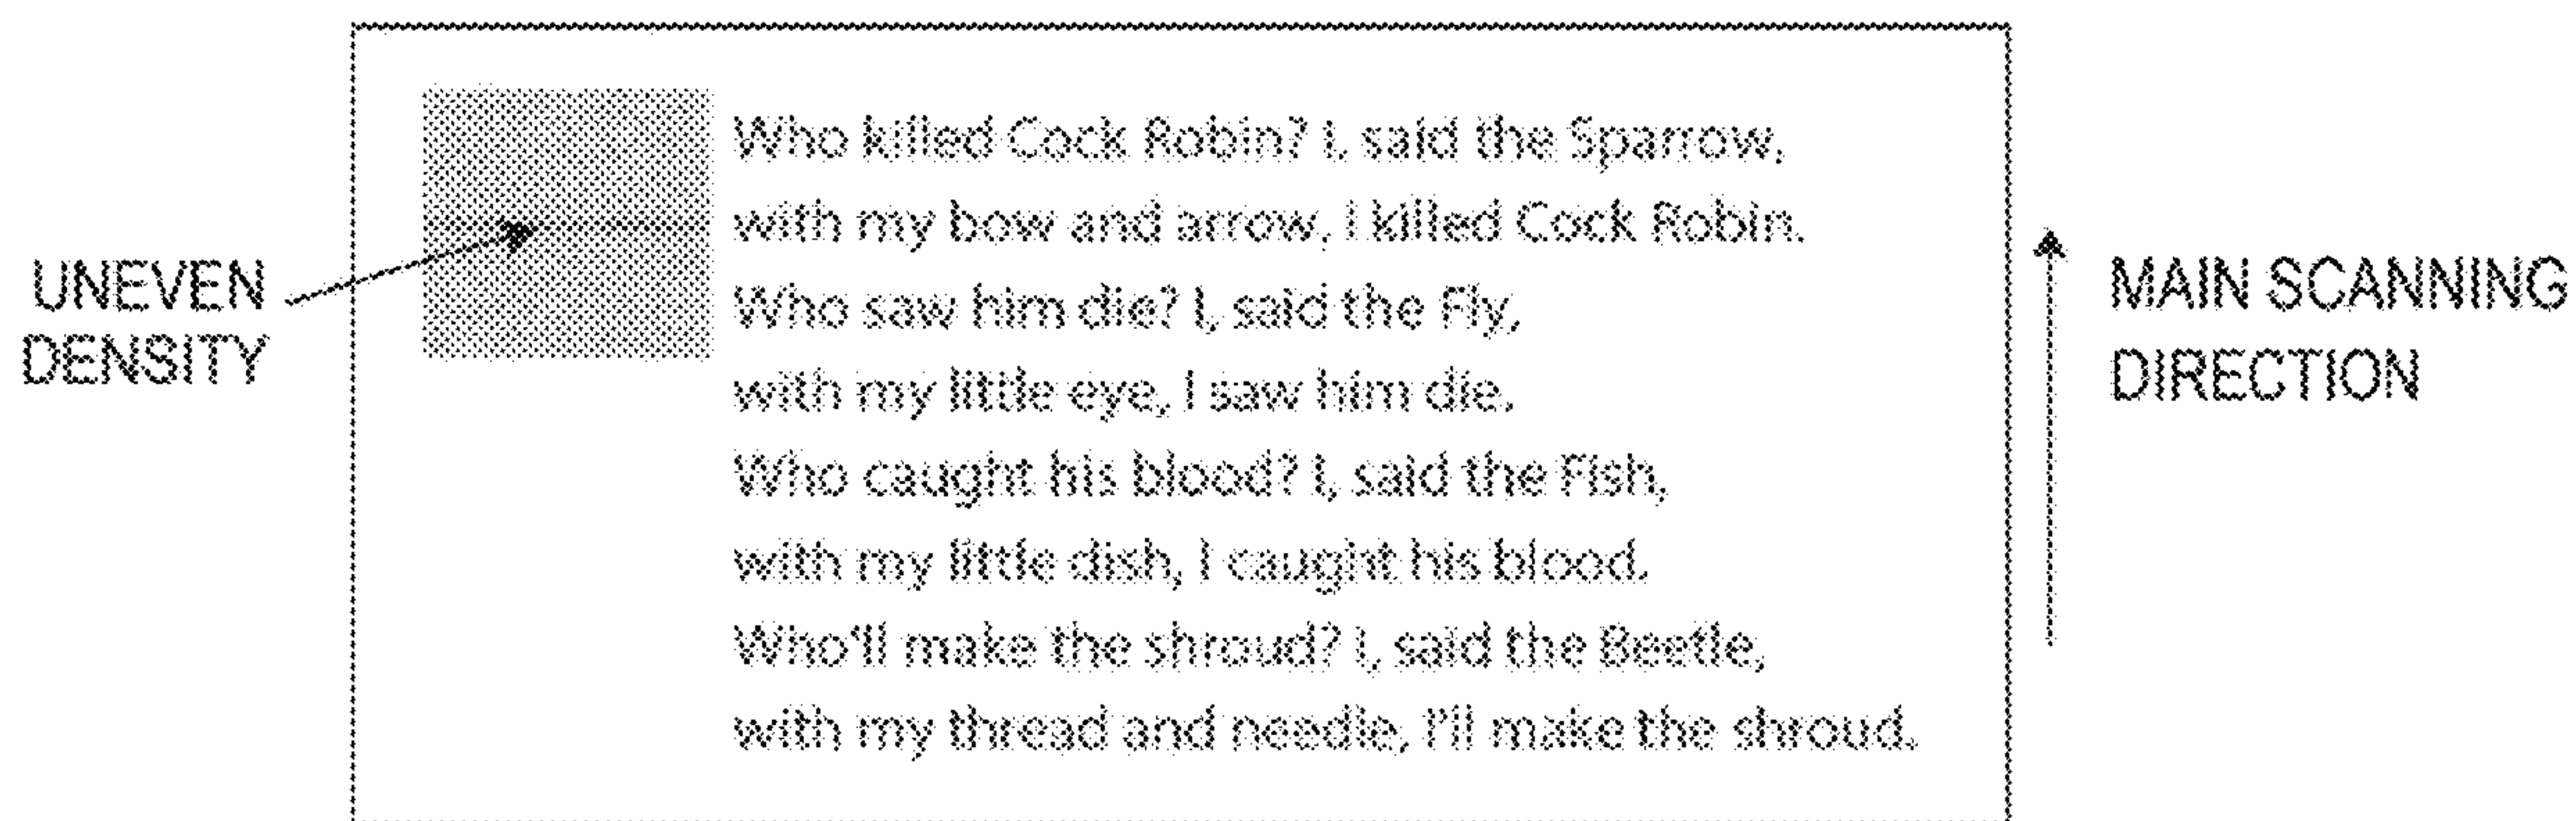 Who killed Cock Robin? I, said the Sparrow,
with my bow and arrow, I killed Cock Robin.
Who saw him die? I, said the Fly,
with my little eye, I saw him die.
Who caught his blood? I, said the Fish,
with my little dish, I caught his blood.
Who'll make the shroud? I, said the Beetle,
with my thread and needle, I'll make the shroud.
UNEVEN
DENSITY
MAIN SCANNING
DIRECTION